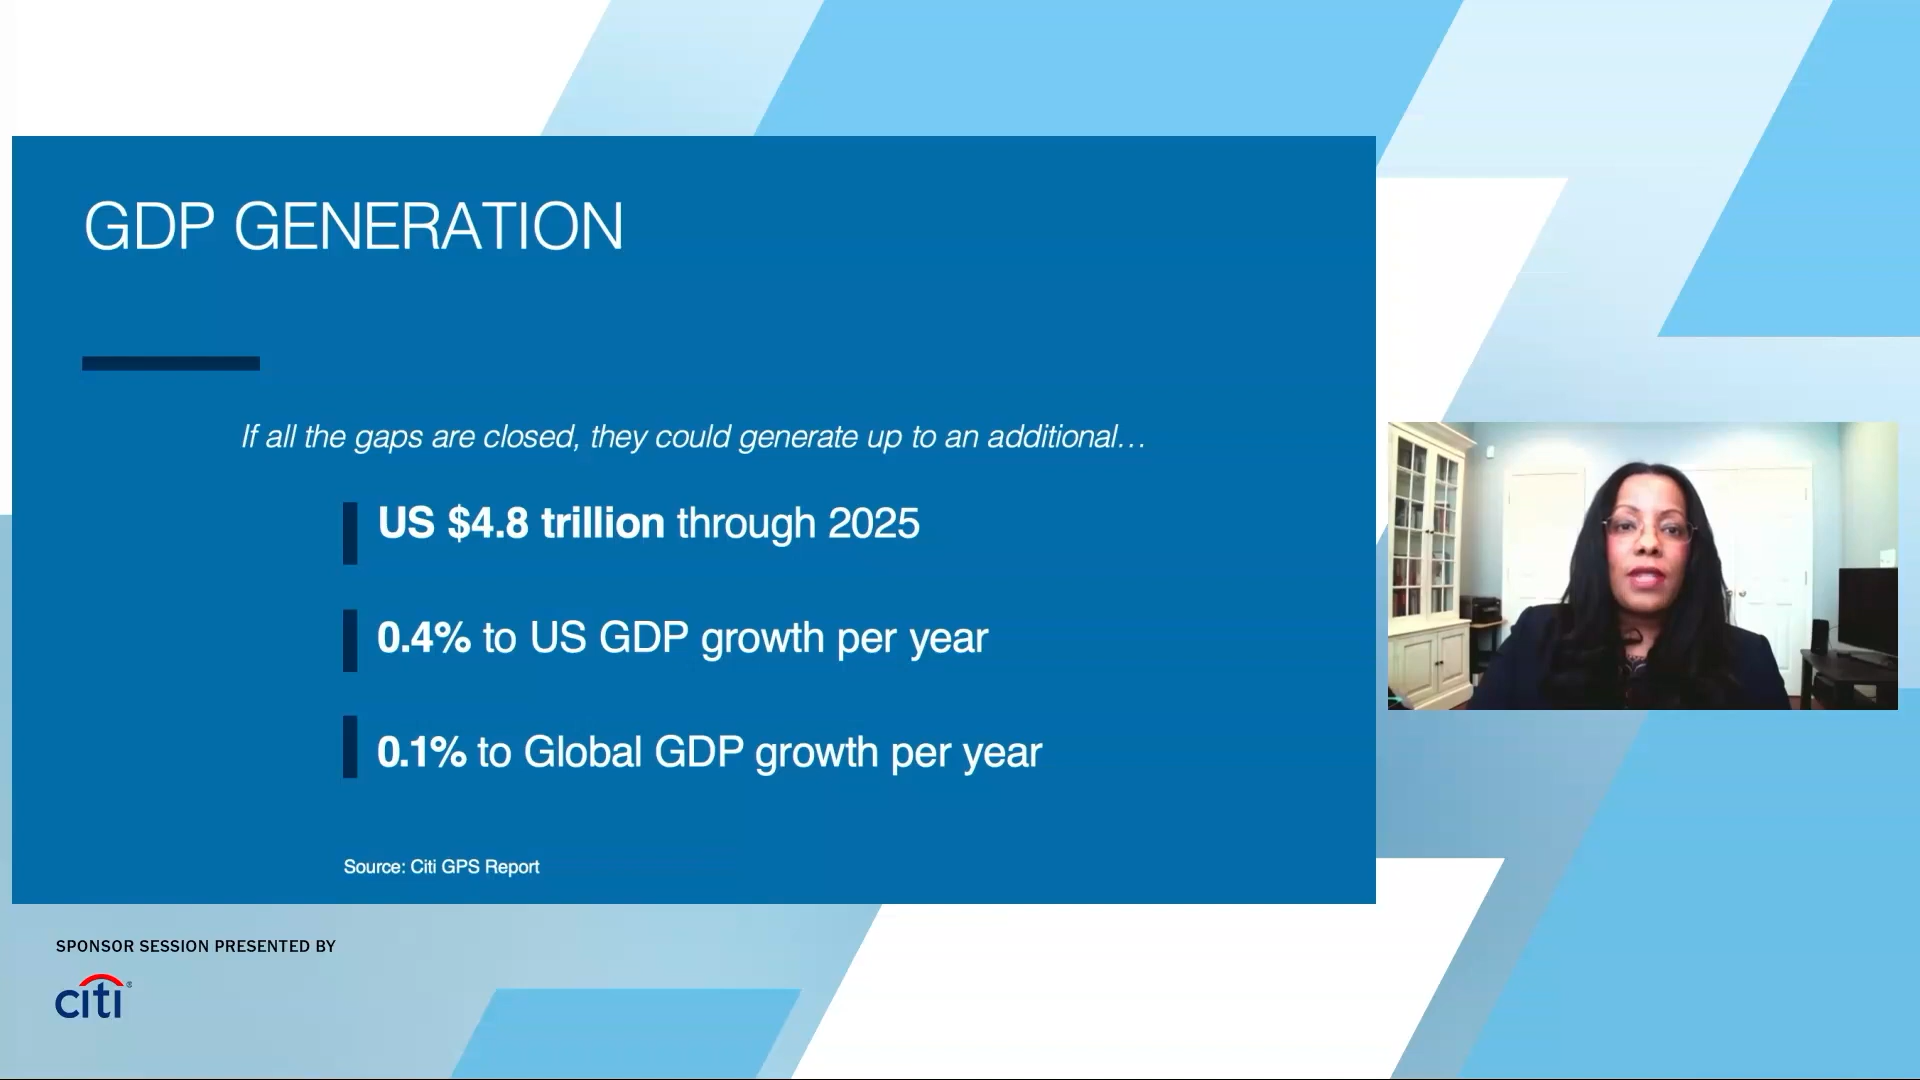 GDP GENERATION
If all the gaps are closed, they could generate up to an additional…
US $4.8 trillion through 2025
0.4% to US GDP growth per year
0.1% to Global GDP growth per year
Source: Citi GPS Report
SPONSOR SESSION PRESENTED BY
citi®